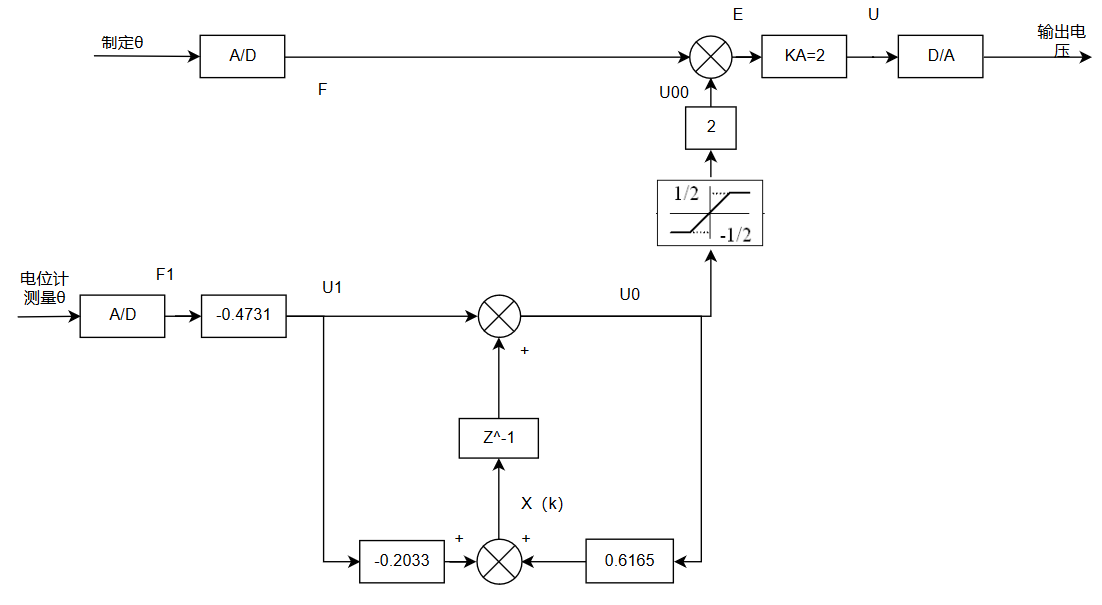 E
U
制定θ
A/D
KA=2
D/A
输出电
压
F
U00
2
1/2
-1/2
电位计
测量θ
F1
U1
U0
A/D
-0.4731
+
Z^-1
X（k）
+
+
-0.2033
0.6165